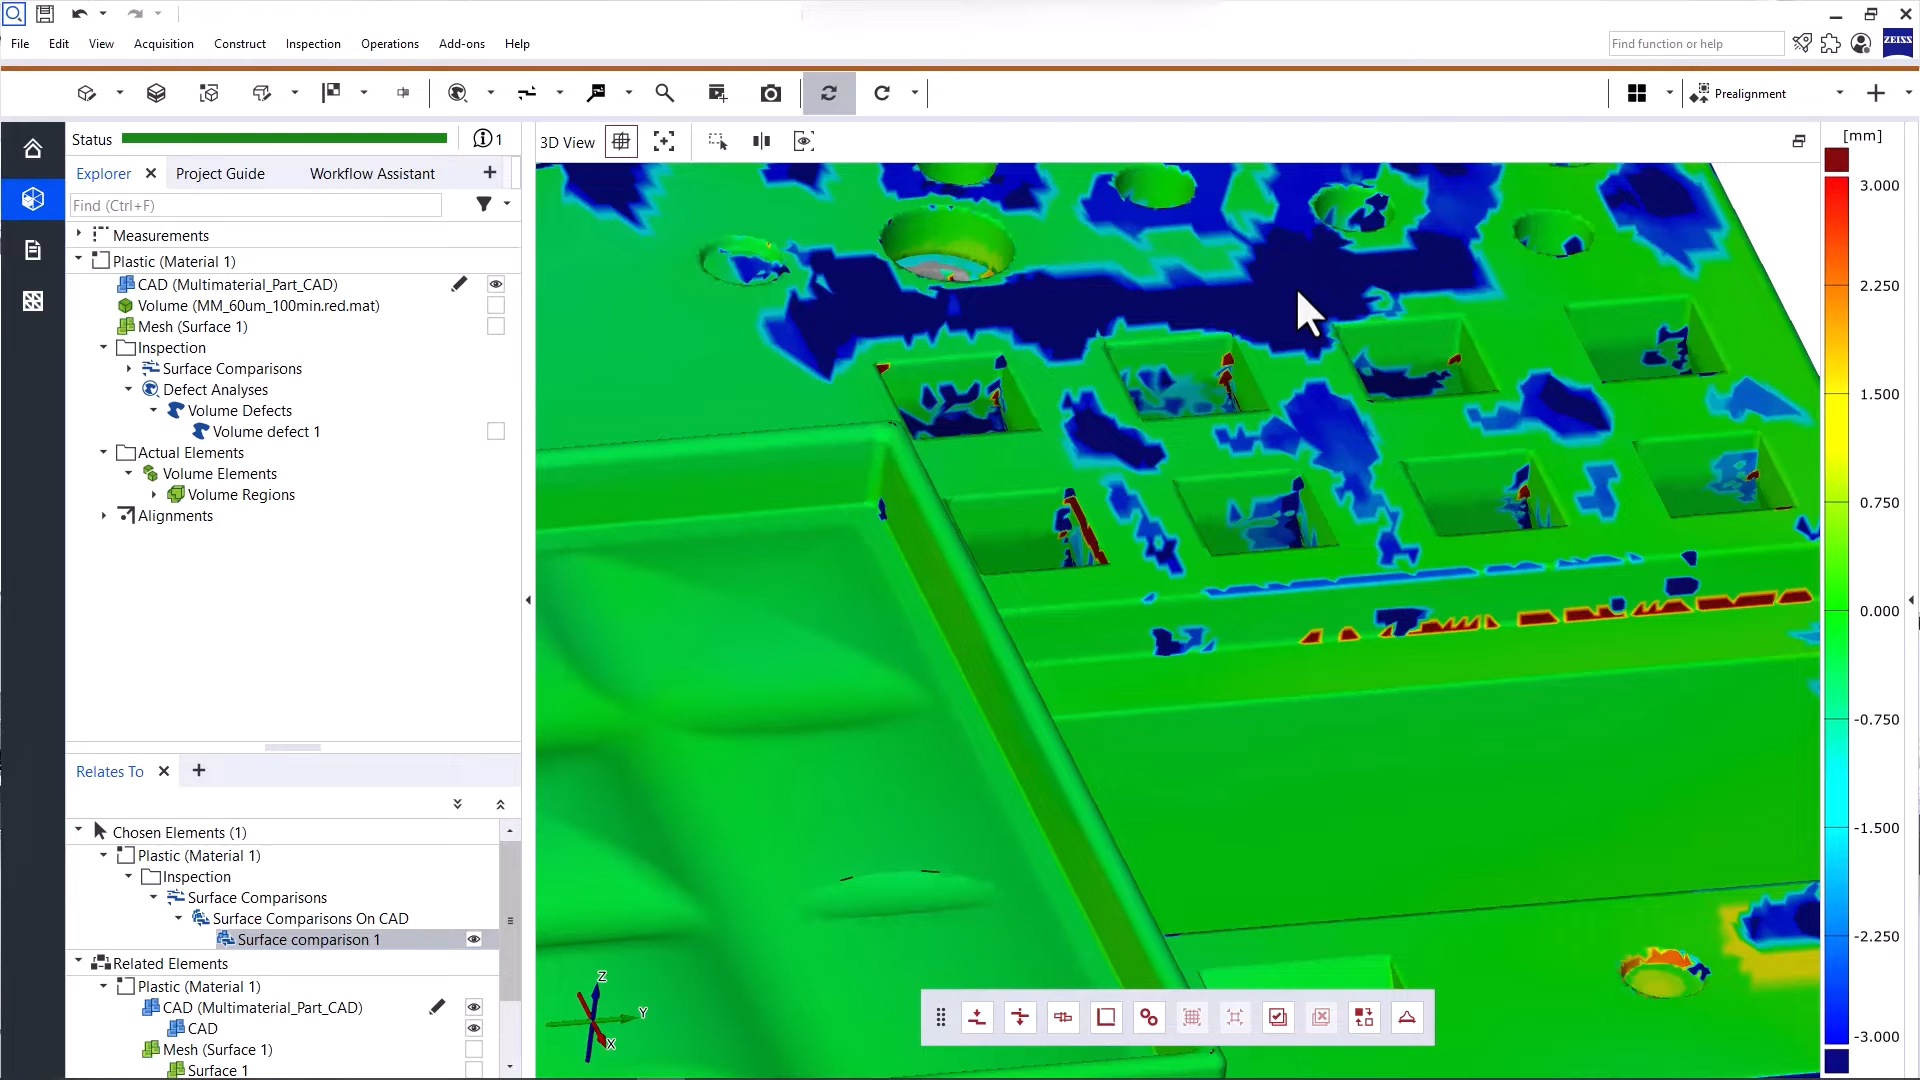 File Edit View Acquisition Construct Inspection Operations Add-ons Help
Find function or help
ZEISS
Prealignment
Status
1
3D View
[mm]
Explorer
Project Guide
Workflow Assistant
Find (Ctrl+F)
Measurements
Plastic (Material 1)
CAD (Multimaterial_Part_CAD)
Volume (MM_60um_100min.red.mat)
Mesh (Surface 1)
Inspection
Surface Comparisons
Defect Analyses
Volume Defects
Volume defect 1
Actual Elements
Volume Elements
Volume Regions
Alignments
Relates To
Chosen Elements (1)
Plastic (Material 1)
Inspection
Surface Comparisons
Surface Comparisons On CAD
Surface comparison 1
Related Elements
Plastic (Material 1)
CAD (Multimaterial_Part_CAD)
CAD
Mesh (Surface 1)
Surface 1
Z
Y
X
3.000
2.250
1.500
0.750
0.000
-0.750
-1.500
-2.250
-3.000